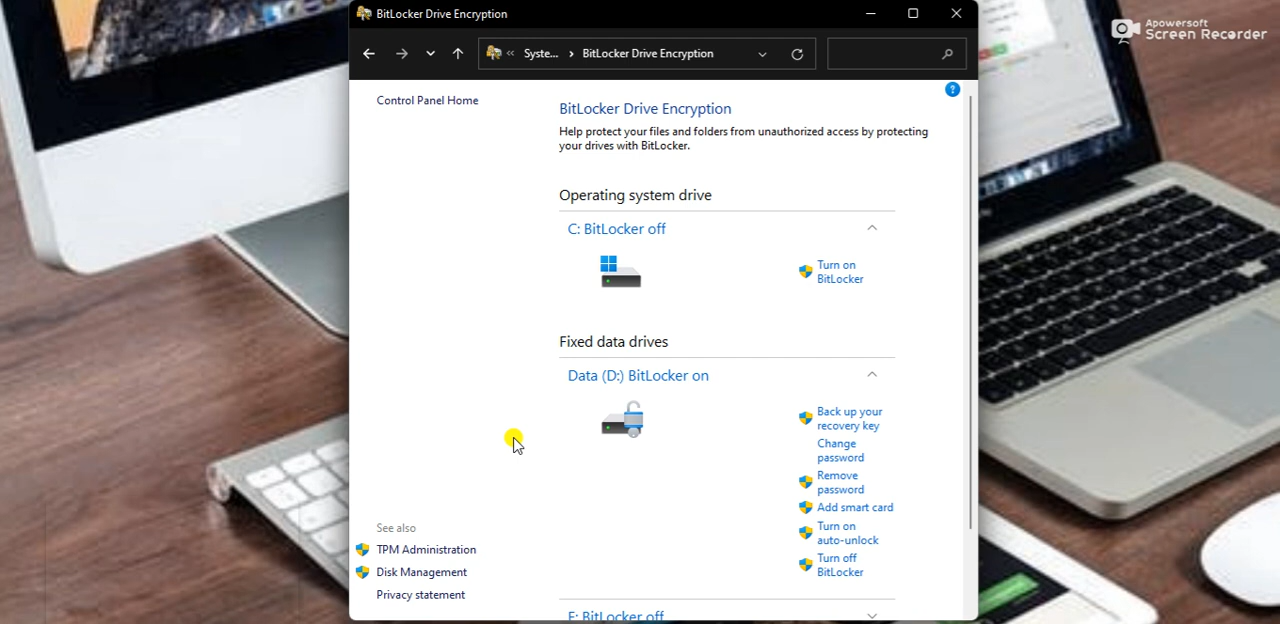 BitLocker Drive Encryption
Apowersoft
Screen Recorder
« Syste... › BitLocker Drive Encryption
Control Panel Home
?
BitLocker Drive Encryption
Help protect your files and folders from unauthorized access by protecting
your drives with BitLocker.
Operating system drive
C: BitLocker off
Turn on
BitLocker
Fixed data drives
Data (D:) BitLocker on
Back up your
recovery key
Change
password
Remove
password
Add smart card
Turn on
auto-unlock
Turn off
BitLocker
See also
TPM Administration
Disk Management
Privacy statement
BitLocker off